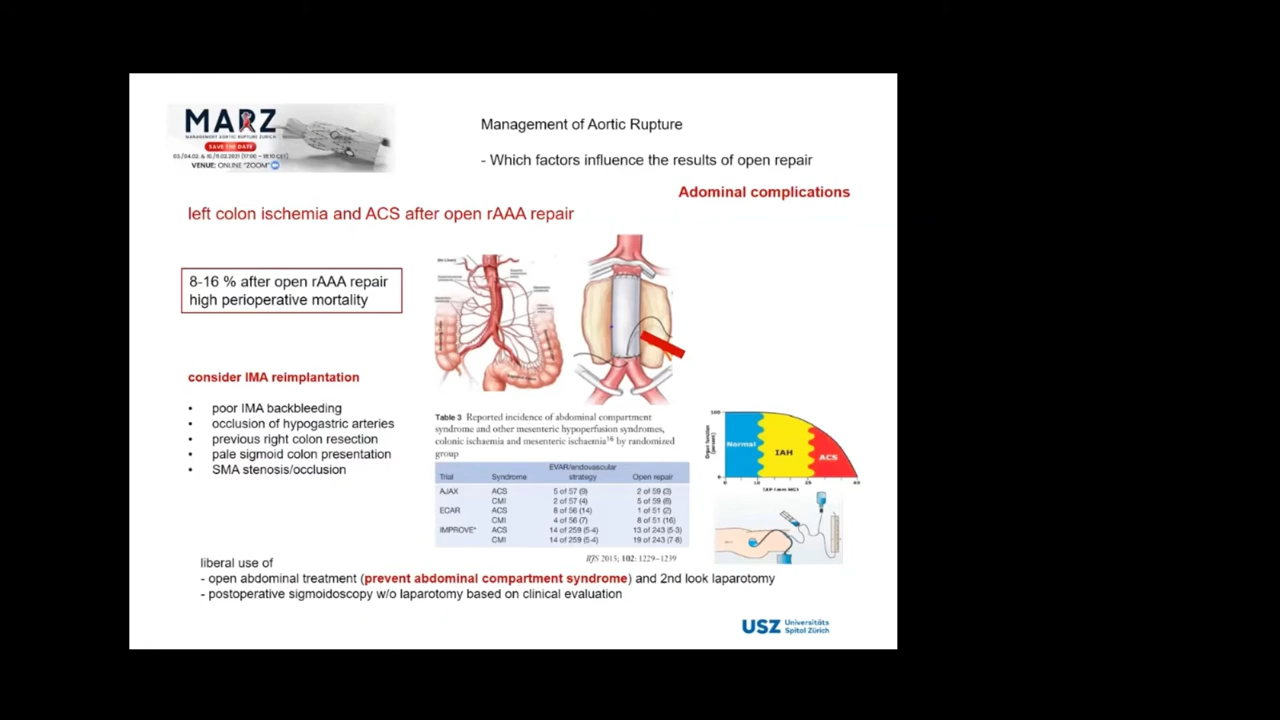 MARZ
MANAGEMENT AORTIC RUPTURE ZURICH
SAVE THE DATE
03./04.02. & 10./11.02.2021 (17:00 – 18:10 CET)
VENUE: ONLINE "ZOOM"
Management of Aortic Rupture
- Which factors influence the results of open repair
Adominal complications
left colon ischemia and ACS after open rAAA repair
8-16 % after open rAAA repair
high perioperative mortality
consider IMA reimplantation
• poor IMA backbleeding
• occlusion of hypogastric arteries
• previous right colon resection
• pale sigmoid colon presentation
• SMA stenosis/occlusion
Table 3 Reported incidence of abdominal compartment
syndrome and other mesenteric hypoperfusion syndromes,
colonic ischaemia and mesenteric ischaemia16 by randomized
group
EVAR/endovascular
Trial Syndrome strategy Open repair
AJAX ACS 5 of 57 (9) 2 of 59 (3)
CMI 2 of 57 (4) 5 of 59 (8)
ECAR ACS 8 of 56 (14) 1 of 51 (2)
CMI 4 of 56 (7) 8 of 51 (16)
IMPROVE* ACS 14 of 259 (5·4) 13 of 243 (5·3)
CMI 14 of 259 (5·4) 19 of 243 (7·8)
BJS 2015; 102: 1229–1239
100
Organ function
(percent)
Normal
IAH
ACS
0
IAP (mm HG)
liberal use of
- open abdominal treatment (prevent abdominal compartment syndrome) and 2nd look laparotomy
- postoperative sigmoidoscopy w/o laparotomy based on clinical evaluation
USZ Universitäts
Spital Zürich